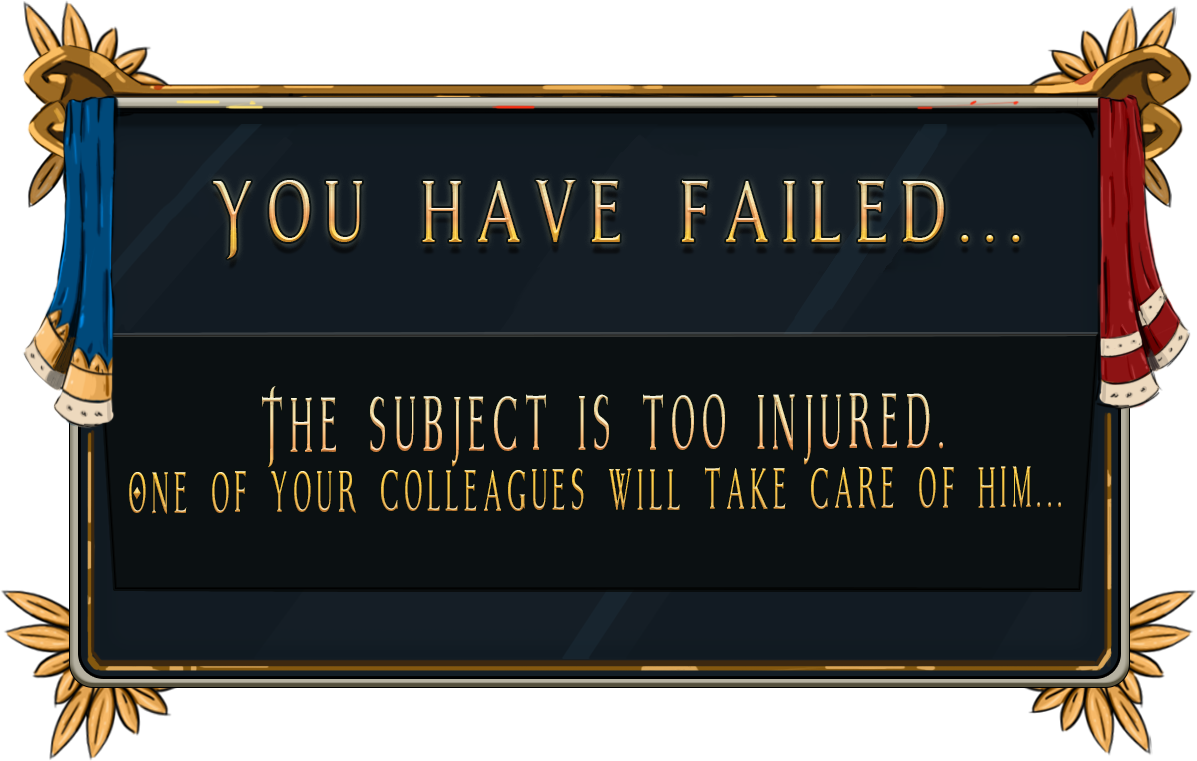 You have failed...
The subject is too injured.
One of your colleagues will take care of him...